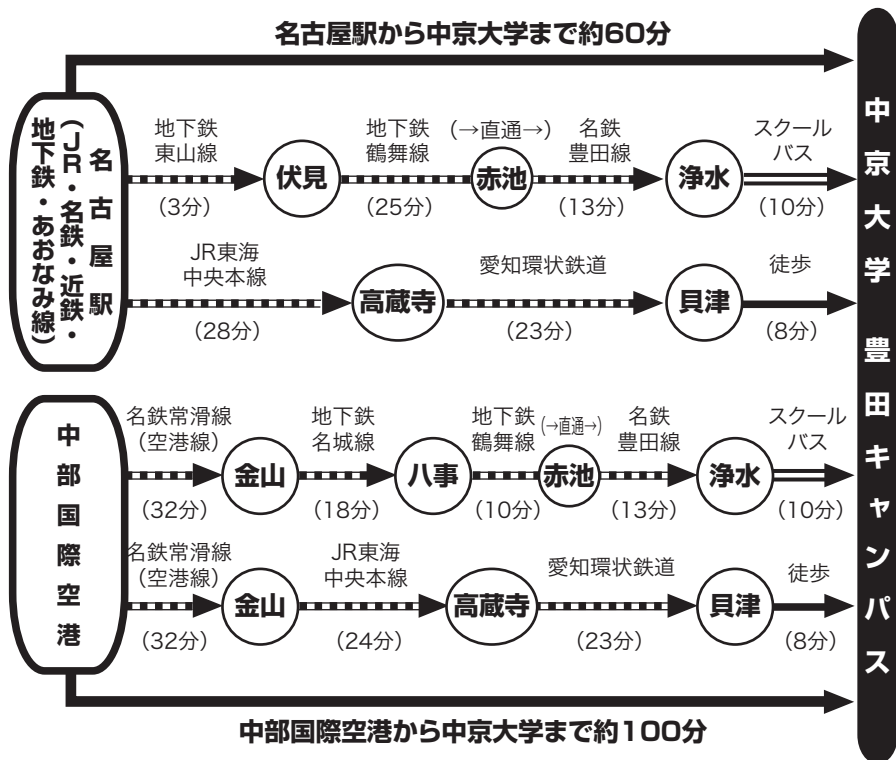 名古屋駅から中京大学まで約60分
名古屋駅
(JR・名鉄・近鉄・
地下鉄・あおなみ線)
地下鉄
東山線
(3分)
伏見
地下鉄
鶴舞線
(25分)
(→直通→)
赤池
名鉄
豊田線
(13分)
浄水
スクール
バス
(10分)
JR東海
中央本線
(28分)
高蔵寺
愛知環状鉄道
(23分)
貝津
徒歩
(8分)
中部国際空港
名鉄常滑線
(空港線)
(32分)
金山
地下鉄
名城線
(18分)
八事
地下鉄
鶴舞線
(10分)
(→直通→)
赤池
名鉄
豊田線
(13分)
浄水
スクール
バス
(10分)
名鉄常滑線
(空港線)
(32分)
金山
JR東海
中央本線
(24分)
高蔵寺
愛知環状鉄道
(23分)
貝津
徒歩
(8分)
中部国際空港から中京大学まで約100分
中京大学 豊田キャンパス